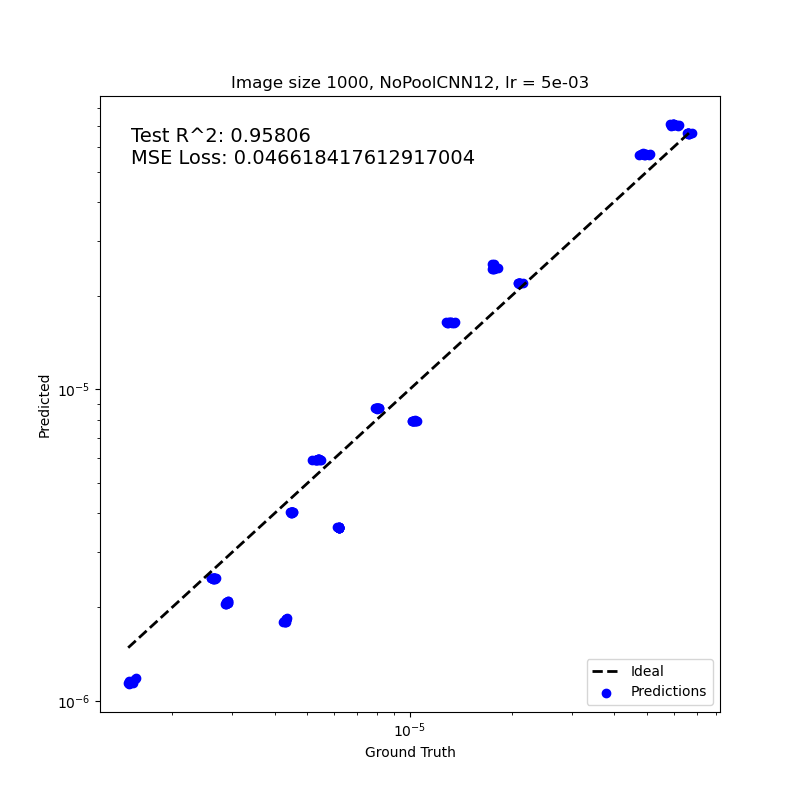 Image size 1000, NoPoolCNN12, lr = 5e-03
Test R^2: 0.95806
MSE Loss: 0.046618417612917004
10⁻⁵
Predicted
10⁻⁶
Ideal
Predictions
10⁻⁵
Ground Truth